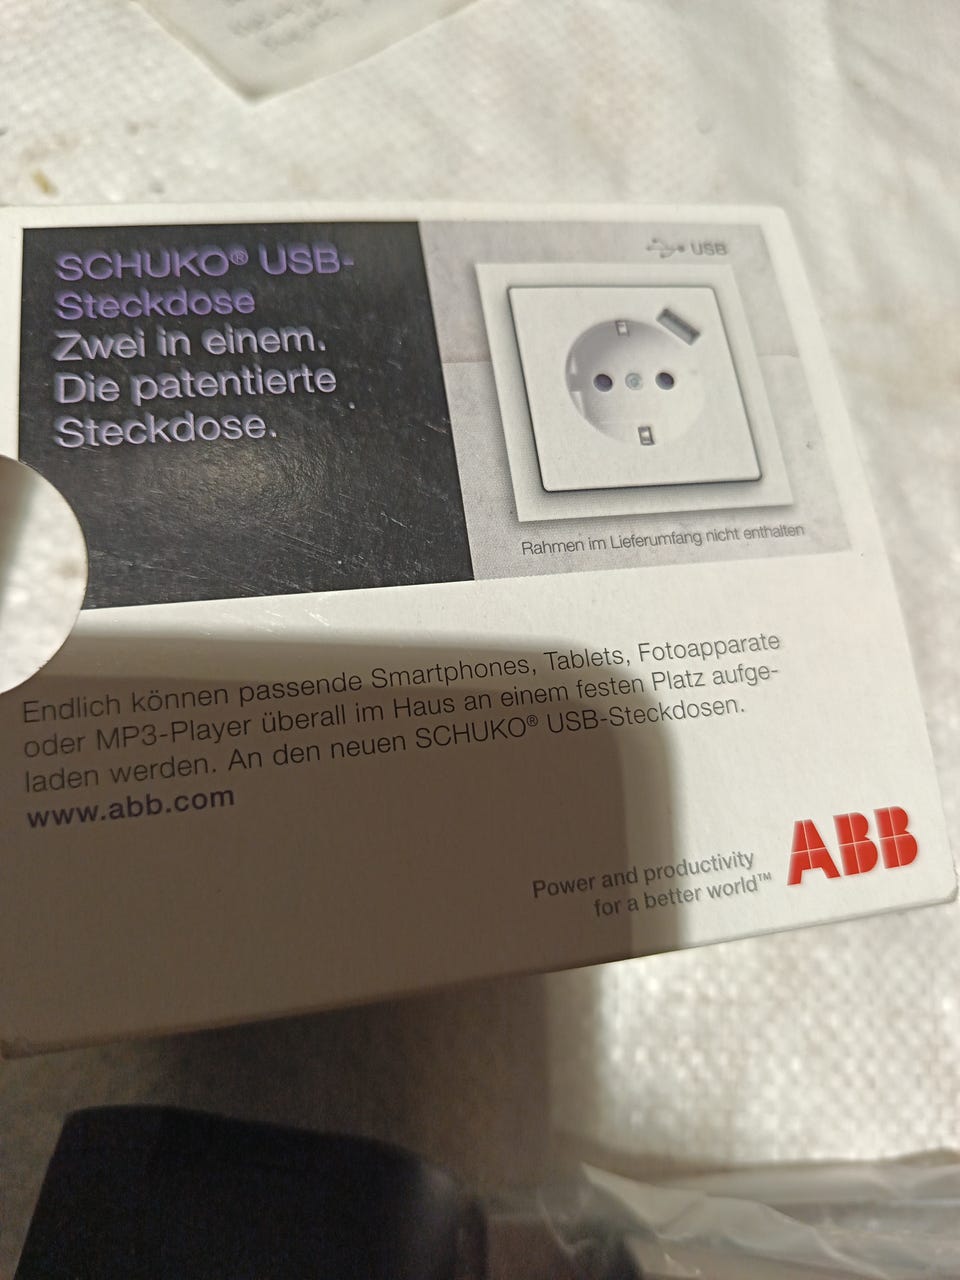 SCHUKO® USB-
Steckdose
Zwei in einem.
Die patentierte
Steckdose.
USB
Rahmen im Lieferumfang nicht enthalten
Endlich können passende Smartphones, Tablets, Fotoapparate
oder MP3-Player überall im Haus an einem festen Platz aufge-
laden werden. An den neuen SCHUKO® USB-Steckdosen.
www.abb.com
Power and productivity
for a better world™
ABB